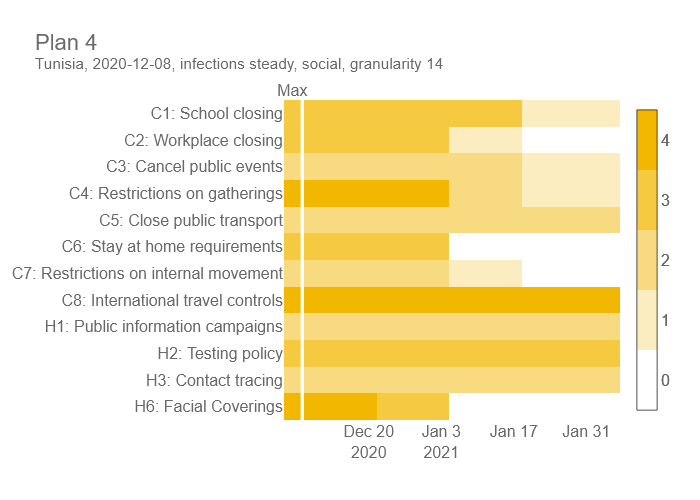 Plan 4
Tunisia, 2020-12-08, infections steady, social, granularity 14
Max
C1: School closing
C2: Workplace closing
C3: Cancel public events
C4: Restrictions on gatherings
C5: Close public transport
C6: Stay at home requirements
C7: Restrictions on internal movement
C8: International travel controls
H1: Public information campaigns
H2: Testing policy
H3: Contact tracing
H6: Facial Coverings
4
3
2
1
0
Dec 20 Jan 3 Jan 17 Jan 31
2020 2021